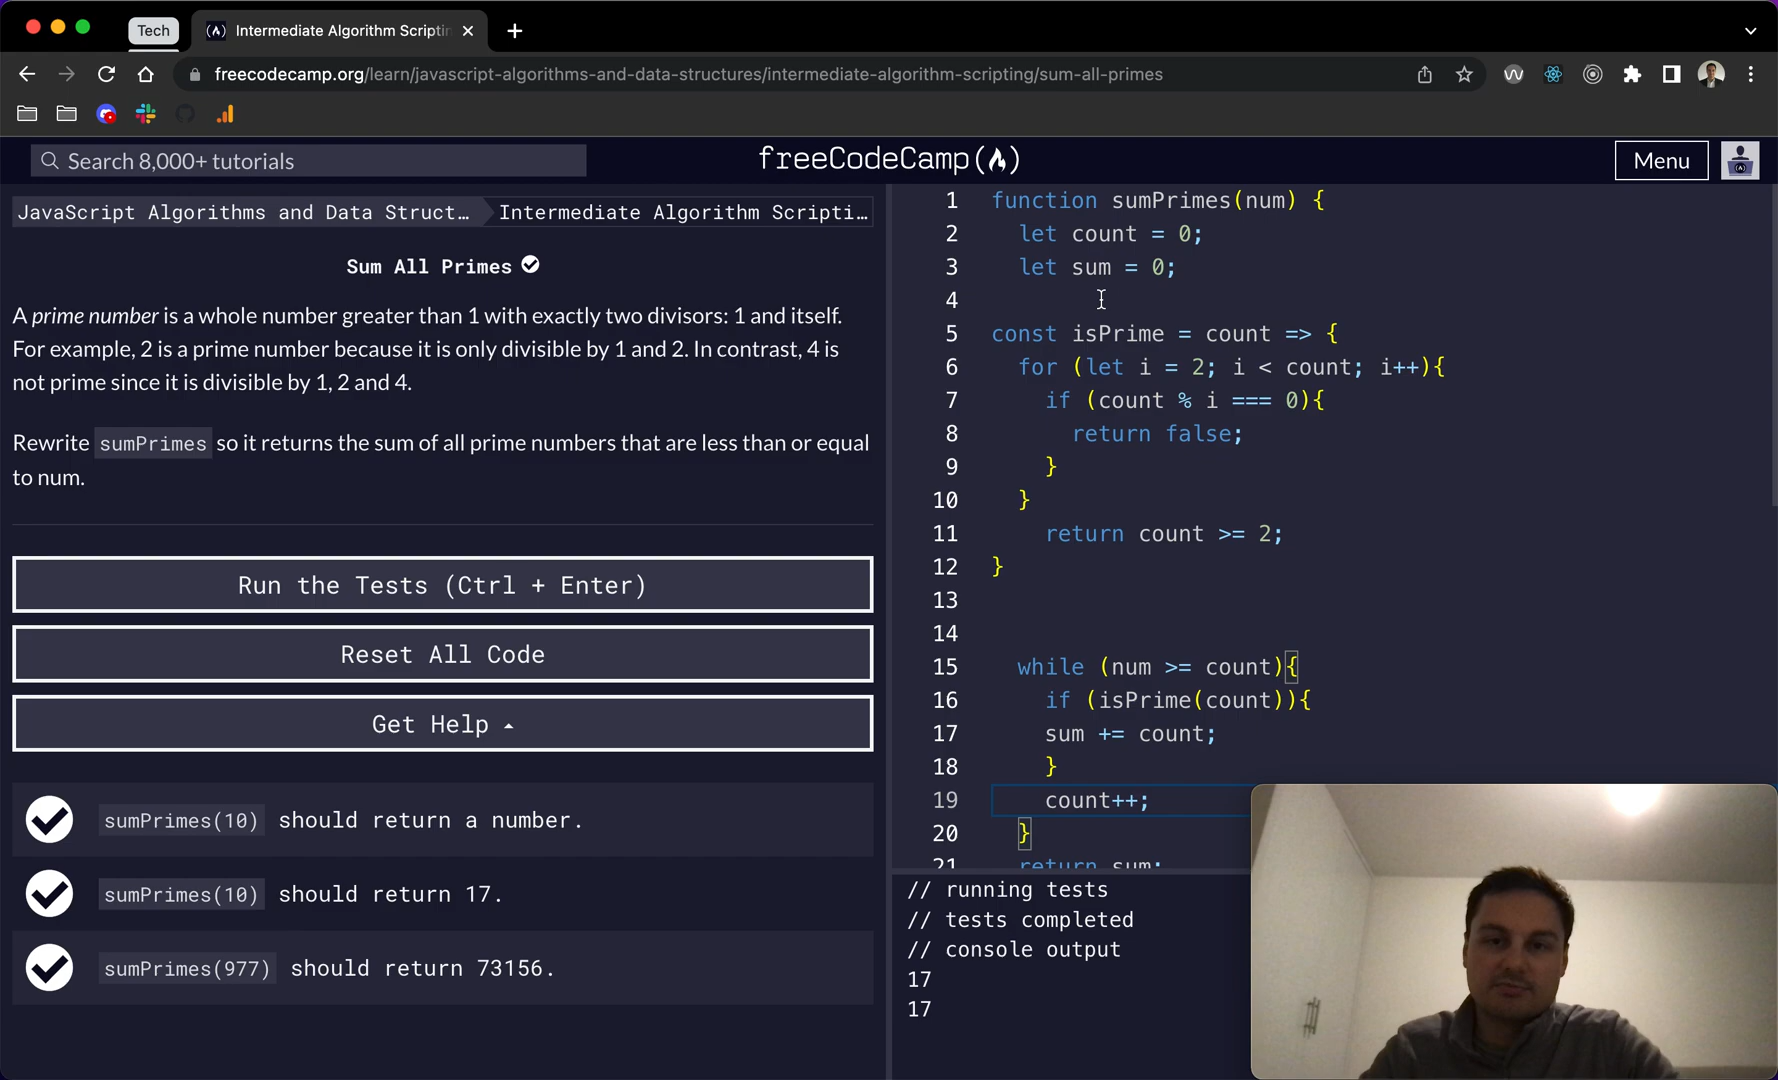 Tech
Intermediate Algorithm Scriptin
freecodecamp.org/learn/javascript-algorithms-and-data-structures/intermediate-algorithm-scripting/sum-all-primes
Search 8,000+ tutorials
freeCodeCamp
Menu
JavaScript Algorithms and Data Struct…
Intermediate Algorithm Scripti…
Sum All Primes
A prime number is a whole number greater than 1 with exactly two divisors: 1 and itself.
For example, 2 is a prime number because it is only divisible by 1 and 2. In contrast, 4 is
not prime since it is divisible by 1, 2 and 4.
Rewrite sumPrimes so it returns the sum of all prime numbers that are less than or equal
to num.
Run the Tests (Ctrl + Enter)
Reset All Code
Get Help
sumPrimes(10) should return a number.
sumPrimes(10) should return 17.
sumPrimes(977) should return 73156.
1 function sumPrimes(num) {
2 let count = 0;
3 let sum = 0;
4
5 const isPrime = count => {
6 for (let i = 2; i < count; i++){
7 if (count % i === 0){
8 return false;
9 }
10 }
11 return count >= 2;
12 }
13
14
15 while (num >= count){
16 if (isPrime(count)){
17 sum += count;
18 }
19 count++;
20 }
21 return sum;
// running tests
// tests completed
// console output
17
17